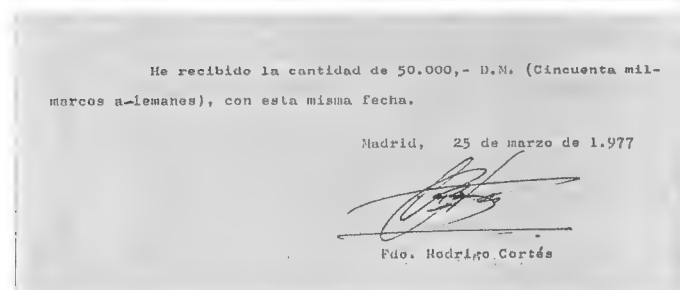 He recibido la cantidad de 50.000,- D.M. (Cincuenta mil-
marcos a-lemanes), con esta misma fecha.
Madrid, 25 de marzo de 1.977
Fdo. Rodrigo Cortés